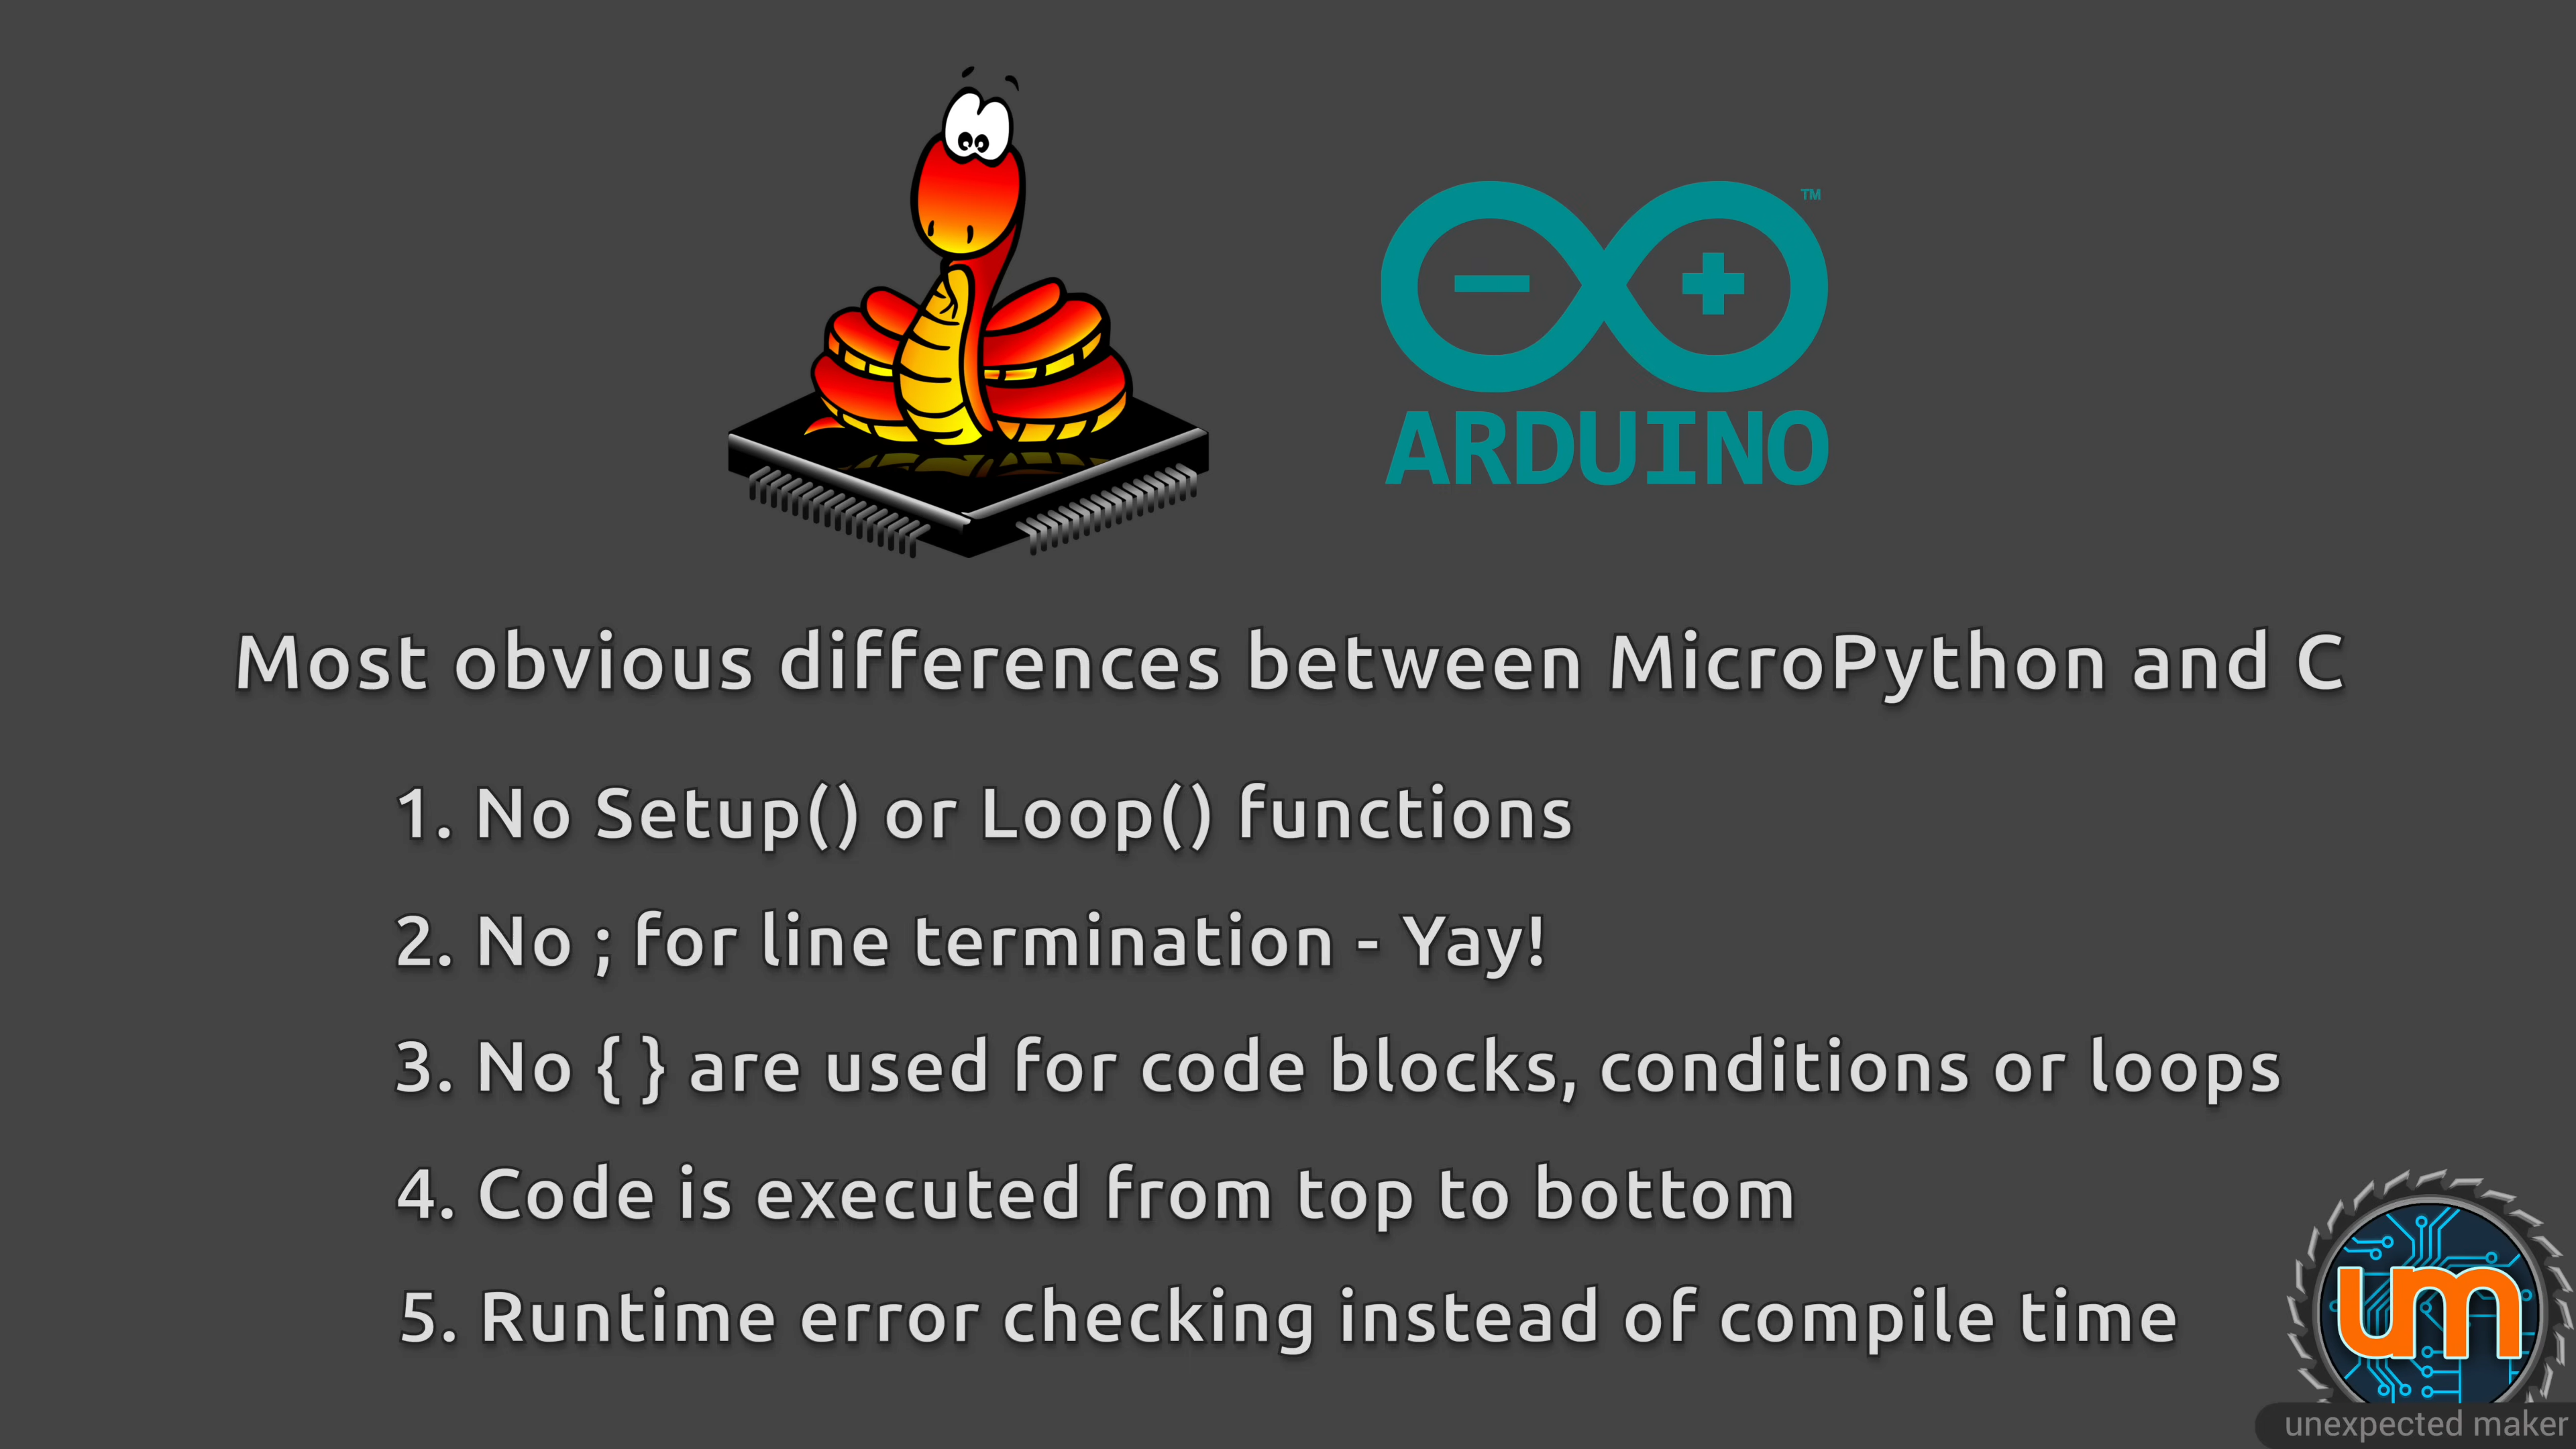 ™
ARDUINO
Most obvious differences between MicroPython and C
1. No Setup() or Loop() functions
2. No ; for line termination - Yay!
3. No { } are used for code blocks, conditions or loops
4. Code is executed from top to bottom
5. Runtime error checking instead of compile time
um
unexpected maker